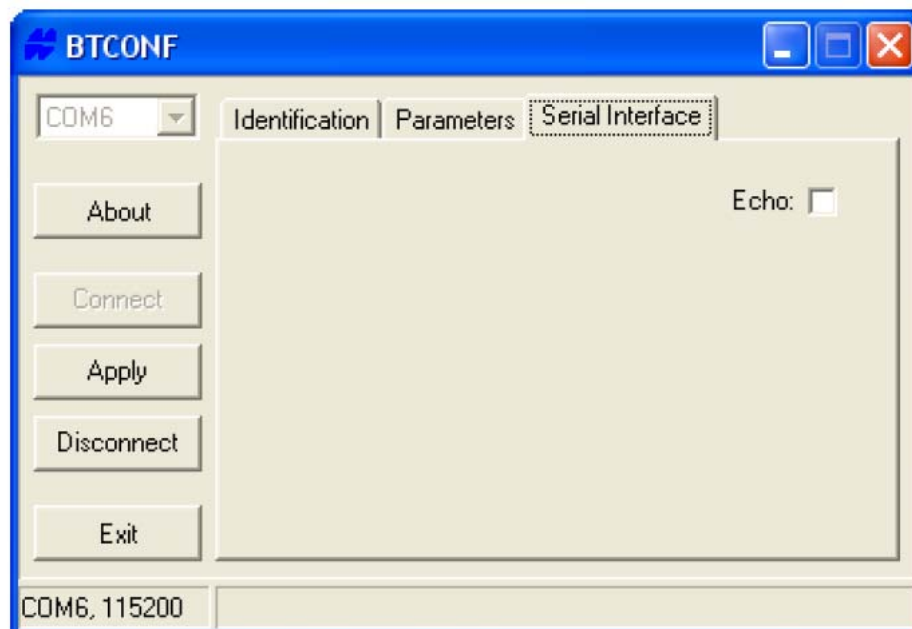 BTCONF
COM6
Identification Parameters Serial Interface
Echo:
About
Connect
Apply
Disconnect
Exit
COM6, 115200